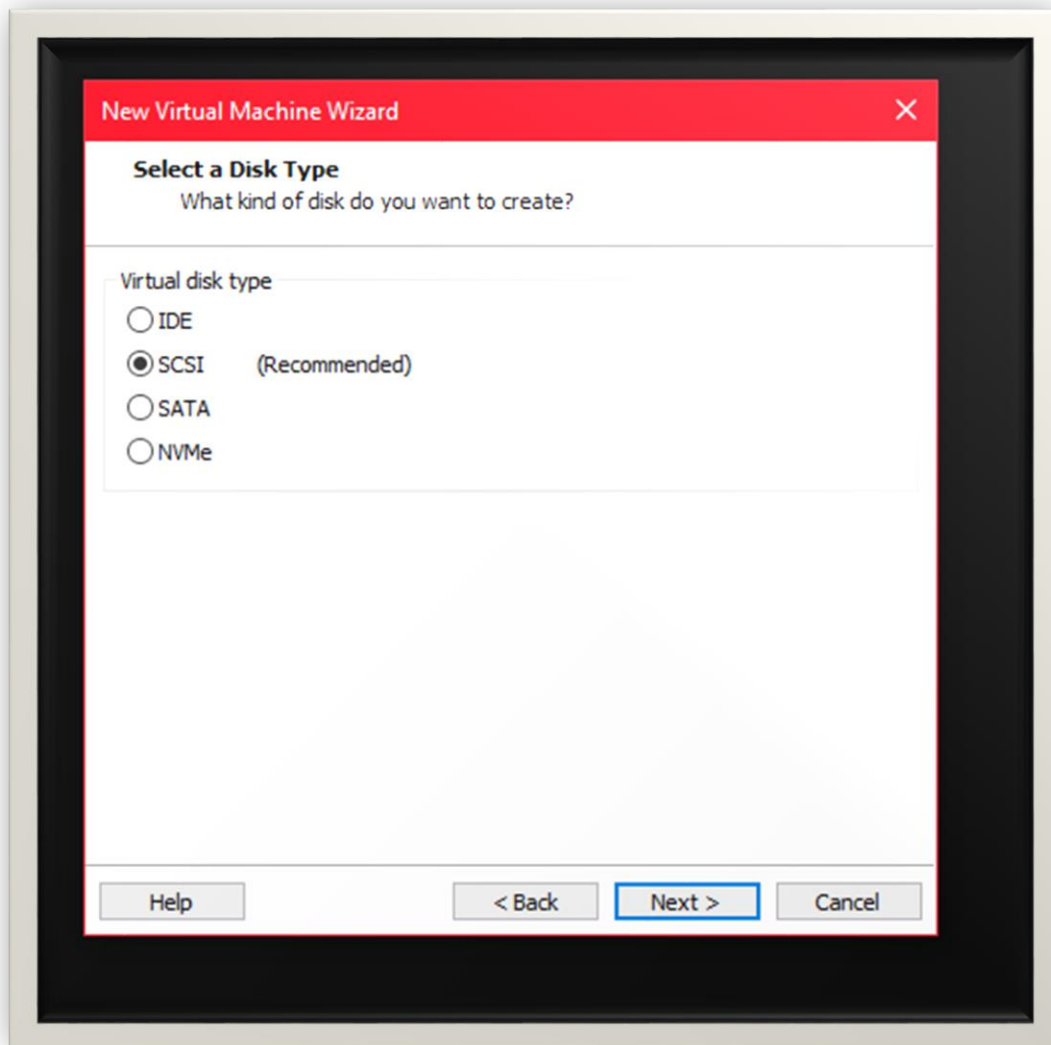 New Virtual Machine Wizard
Select a Disk Type
What kind of disk do you want to create?
Virtual disk type
IDE
SCSI (Recommended)
SATA
NVMe
Help < Back Next > Cancel